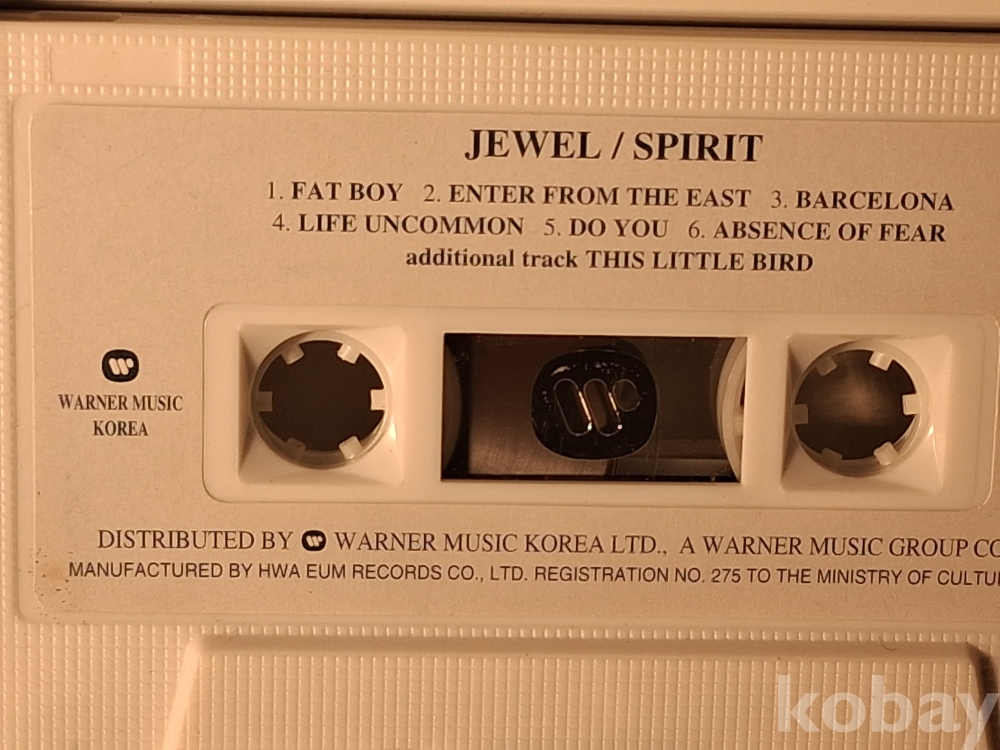 JEWEL / SPIRIT
1. FAT BOY 2. ENTER FROM THE EAST 3. BARCELONA
4. LIFE UNCOMMON 5. DO YOU 6. ABSENCE OF FEAR
additional track THIS LITTLE BIRD
WARNER MUSIC
KOREA
DISTRIBUTED BY WARNER MUSIC KOREA LTD., A WARNER MUSIC GROUP
MANUFACTURED BY HWA EUM RECORDS CO., LTD. REGISTRATION NO. 275 TO THE MINISTRY OF
kobay